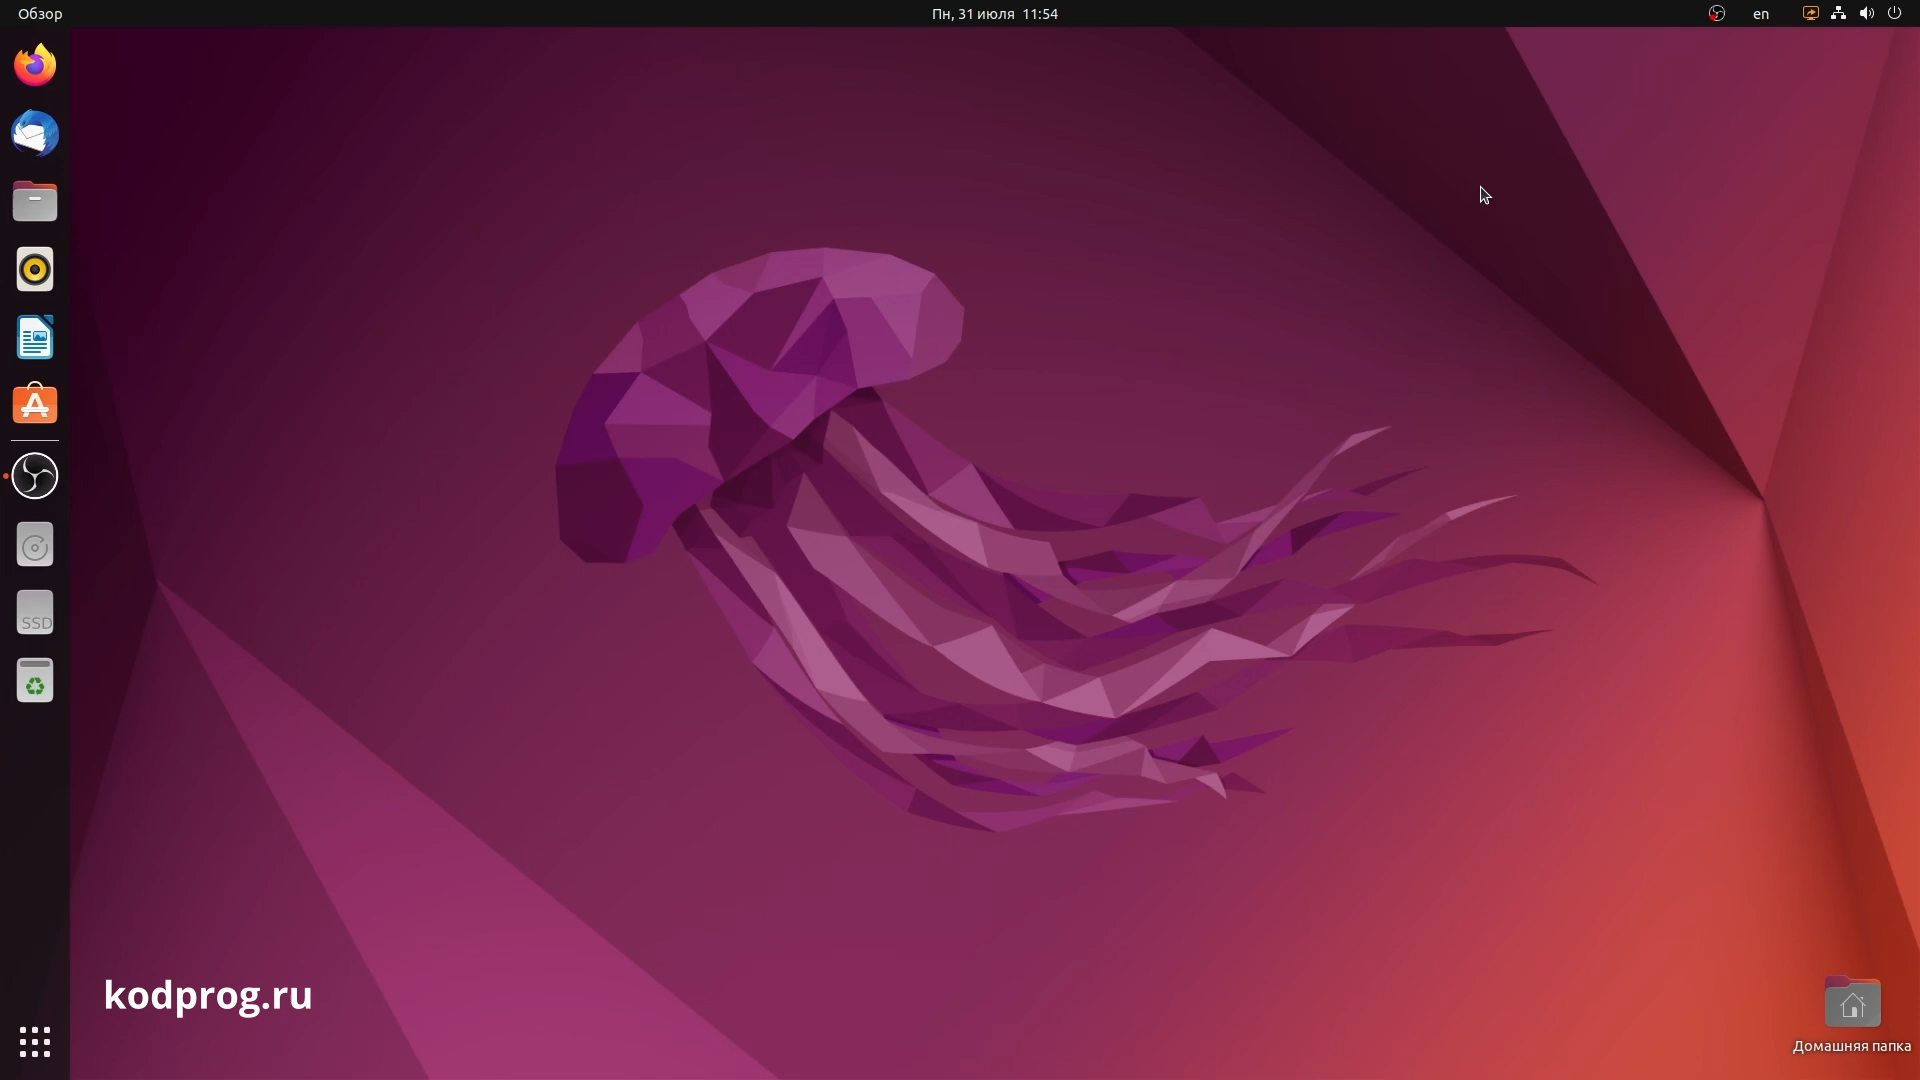 Обзор
Пн, 31 июля 11:54
en
SSD
kodprog.ru
Домашняя папка